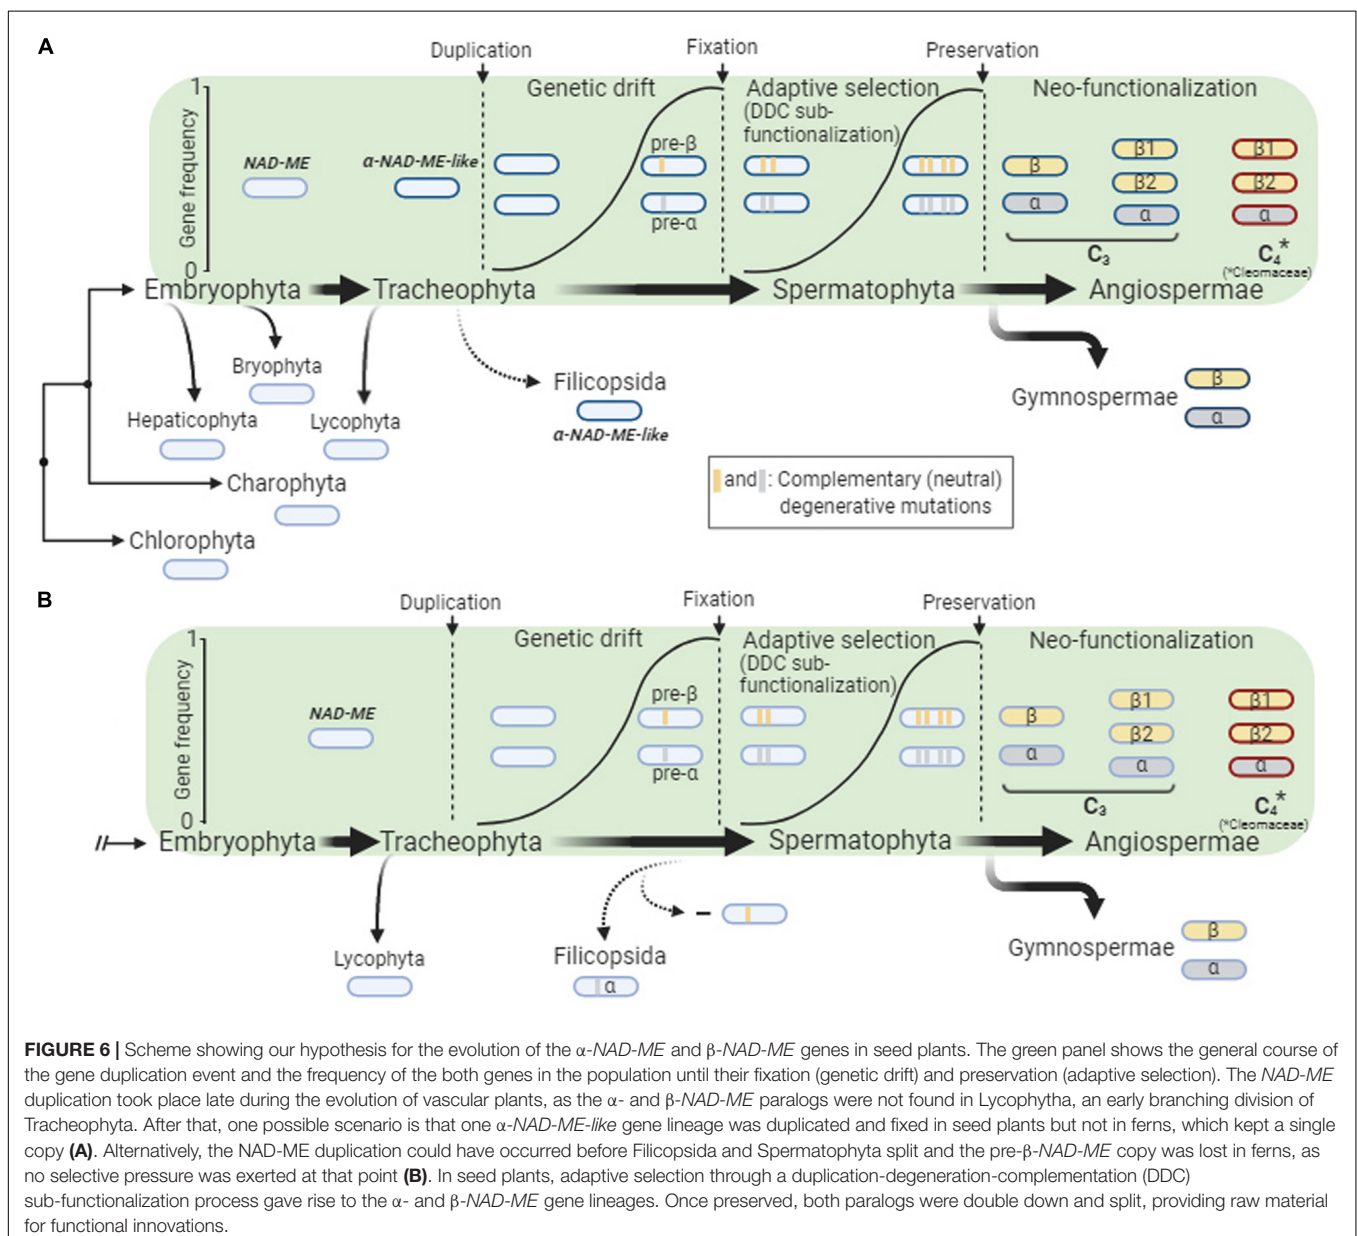 A
Duplication
Fixation
Preservation
Genetic drift
Adaptive selection
(DDC sub-
functionalization)
Neo-functionalization
Gene frequency
1
0
NAD-ME
α-NAD-ME-like
pre-β
pre-α
β
α
β1
β2
α
β1
β2
α
C₃
C₄*
(*Cleomaceae)
Embryophyta
Tracheophyta
Spermatophyta
Angiospermae
Bryophyta
Hepaticophyta
Lycophyta
Filicopsida
α-NAD-ME-like
Gymnospermae
β
α
Charophyta
Chlorophyta
and : Complementary (neutral)
degenerative mutations
B
Duplication
Fixation
Preservation
Genetic drift
Adaptive selection
(DDC sub-
functionalization)
Neo-functionalization
Gene frequency
1
0
NAD-ME
pre-β
pre-α
β
α
β1
β2
α
β1
β2
α
C₃
C₄*
(*Cleomaceae)
Embryophyta
Tracheophyta
Spermatophyta
Angiospermae
Lycophyta
Filicopsida
α
–
Gymnospermae
β
α
FIGURE 6 | Scheme showing our hypothesis for the evolution of the α-NAD-ME and β-NAD-ME genes in seed plants. The green panel shows the general course of
the gene duplication event and the frequency of the both genes in the population until their fixation (genetic drift) and preservation (adaptive selection). The NAD-ME
duplication took place late during the evolution of vascular plants, as the α- and β-NAD-ME paralogs were not found in Lycophytha, an early branching division of
Tracheophyta. After that, one possible scenario is that one α-NAD-ME-like gene lineage was duplicated and fixed in seed plants but not in ferns, which kept a single
copy (A). Alternatively, the NAD-ME duplication could have occurred before Filicopsida and Spermatophyta split and the pre-β-NAD-ME copy was lost in ferns, as
no selective pressure was exerted at that point (B). In seed plants, adaptive selection through a duplication-degeneration-complementation (DDC)
sub-functionalization process gave rise to the α- and β-NAD-ME gene lineages. Once preserved, both paralogs were double down and split, providing raw material
for functional innovations.